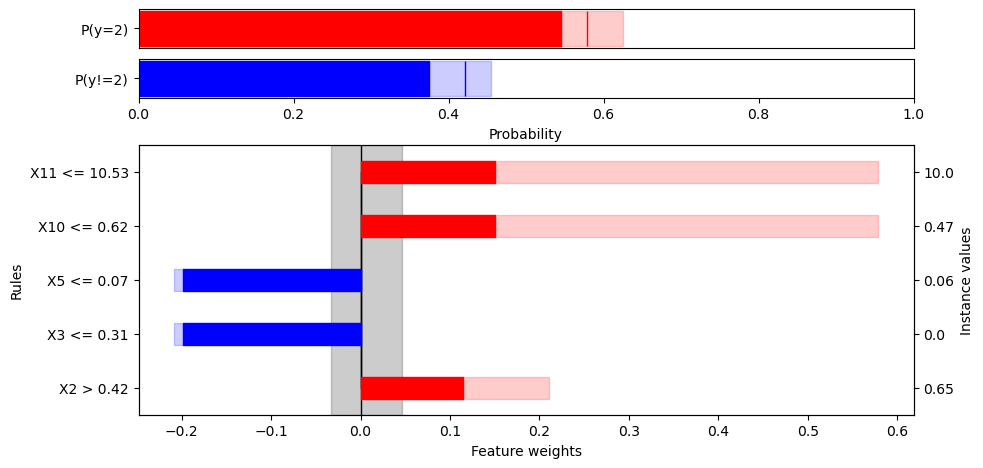 P(y=2)
P(y!=2)
0.0 0.2 0.4 0.6 0.8 1.0
Probability
X11 <= 10.53 10.0
X10 <= 0.62 0.47
X5 <= 0.07 0.06
X3 <= 0.31 0.0
X2 > 0.42 0.65
Rules
Instance values
−0.2 −0.1 0.0 0.1 0.2 0.3 0.4 0.5 0.6
Feature weights